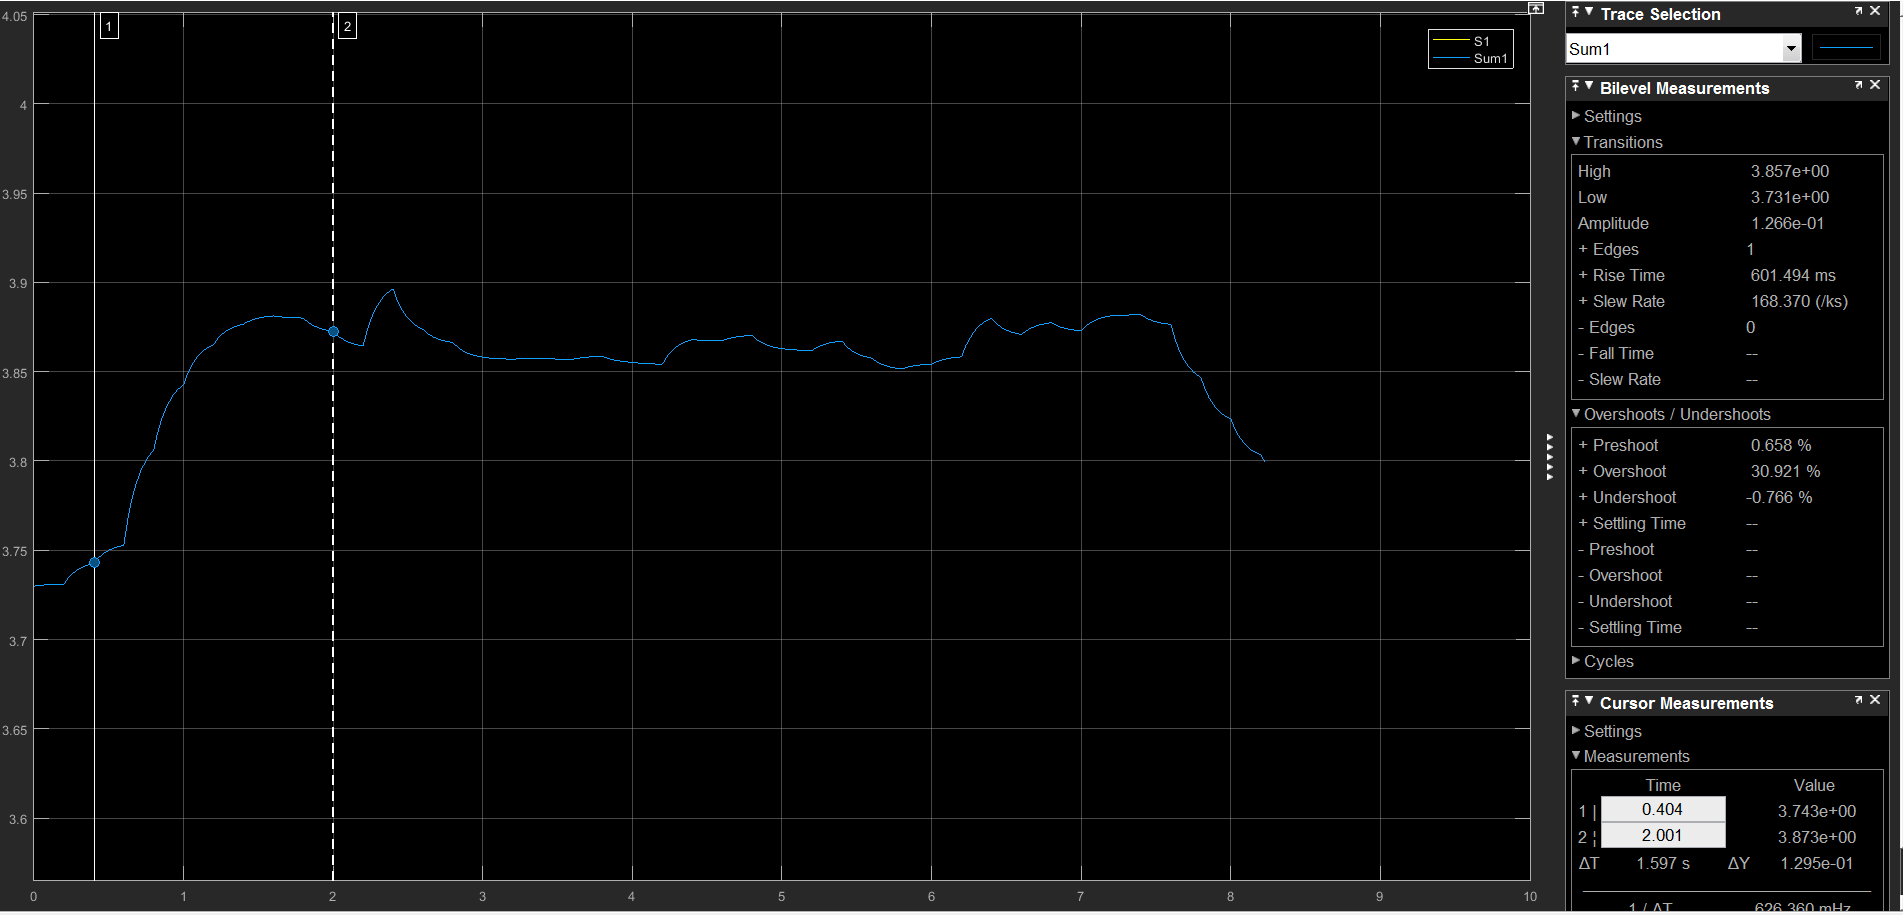 4.05
4
3.95
3.9
3.85
3.8
3.75
3.7
3.65
3.6
0 1 2 3 4 5 6 7 8 9 10
1
2
S1
Sum1
Trace Selection
Sum1
Bilevel Measurements
Settings
Transitions
High 3.857e+00
Low 3.731e+00
Amplitude 1.266e-01
+ Edges 1
+ Rise Time 601.494 ms
+ Slew Rate 168.370 (/ks)
- Edges 0
- Fall Time --
- Slew Rate --
Overshoots / Undershoots
+ Preshoot 0.658 %
+ Overshoot 30.921 %
+ Undershoot -0.766 %
+ Settling Time --
- Preshoot --
- Overshoot --
- Undershoot --
- Settling Time --
Cycles
Cursor Measurements
Settings
Measurements
Time Value
1 | 0.404 3.743e+00
2 ¦ 2.001 3.873e+00
ΔT 1.597 s ΔY 1.295e-01
1 / ΔT 626.360 mHz